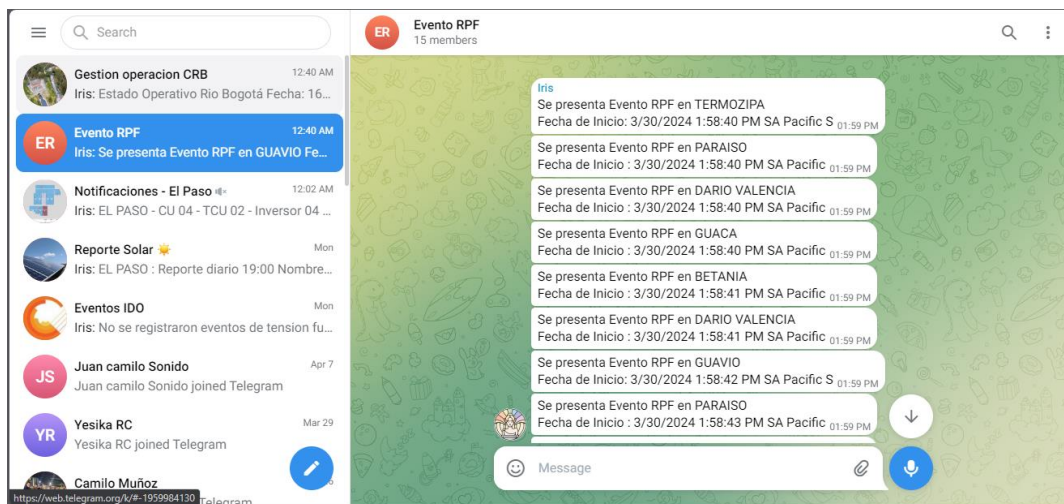 Search
Gestion operacion CRB 12:40 AM
Iris: Estado Operativo Rio Bogotá Fecha: 16...
ER
Evento RPF 12:40 AM
Iris: Se presenta Evento RPF en GUAVIO Fe...
Notificaciones - El Paso 12:02 AM
Iris: EL PASO - CU 04 - TCU 02 - Inversor 04 ...
Reporte Solar ☀️ Mon
Iris: EL PASO : Reporte diario 19:00 Nombre...
Eventos IDO Mon
Iris: No se registraron eventos de tension fu...
JS
Juan camilo Sonido Apr 7
Juan camilo Sonido joined Telegram
YR
Yesika RC Mar 29
Yesika RC joined Telegram
Camilo Muñoz
Telegram
https://web.telegram.org/k/#-1959984130
ER
Evento RPF
15 members
Iris
Se presenta Evento RPF en TERMOZIPA
Fecha de Inicio: 3/30/2024 1:58:40 PM SA Pacific S 01:59 PM
Se presenta Evento RPF en PARAISO
Fecha de Inicio : 3/30/2024 1:58:40 PM SA Pacific 01:59 PM
Se presenta Evento RPF en DARIO VALENCIA
Fecha de Inicio : 3/30/2024 1:58:40 PM SA Pacific 01:59 PM
Se presenta Evento RPF en GUACA
Fecha de Inicio : 3/30/2024 1:58:40 PM SA Pacific 01:59 PM
Se presenta Evento RPF en BETANIA
Fecha de Inicio : 3/30/2024 1:58:41 PM SA Pacific 01:59 PM
Se presenta Evento RPF en DARIO VALENCIA
Fecha de Inicio : 3/30/2024 1:58:41 PM SA Pacific 01:59 PM
Se presenta Evento RPF en GUAVIO
Fecha de Inicio: 3/30/2024 1:58:42 PM SA Pacific S 01:59 PM
Se presenta Evento RPF en PARAISO
Fecha de Inicio : 3/30/2024 1:58:43 PM SA Pacific 01:59 PM
Message